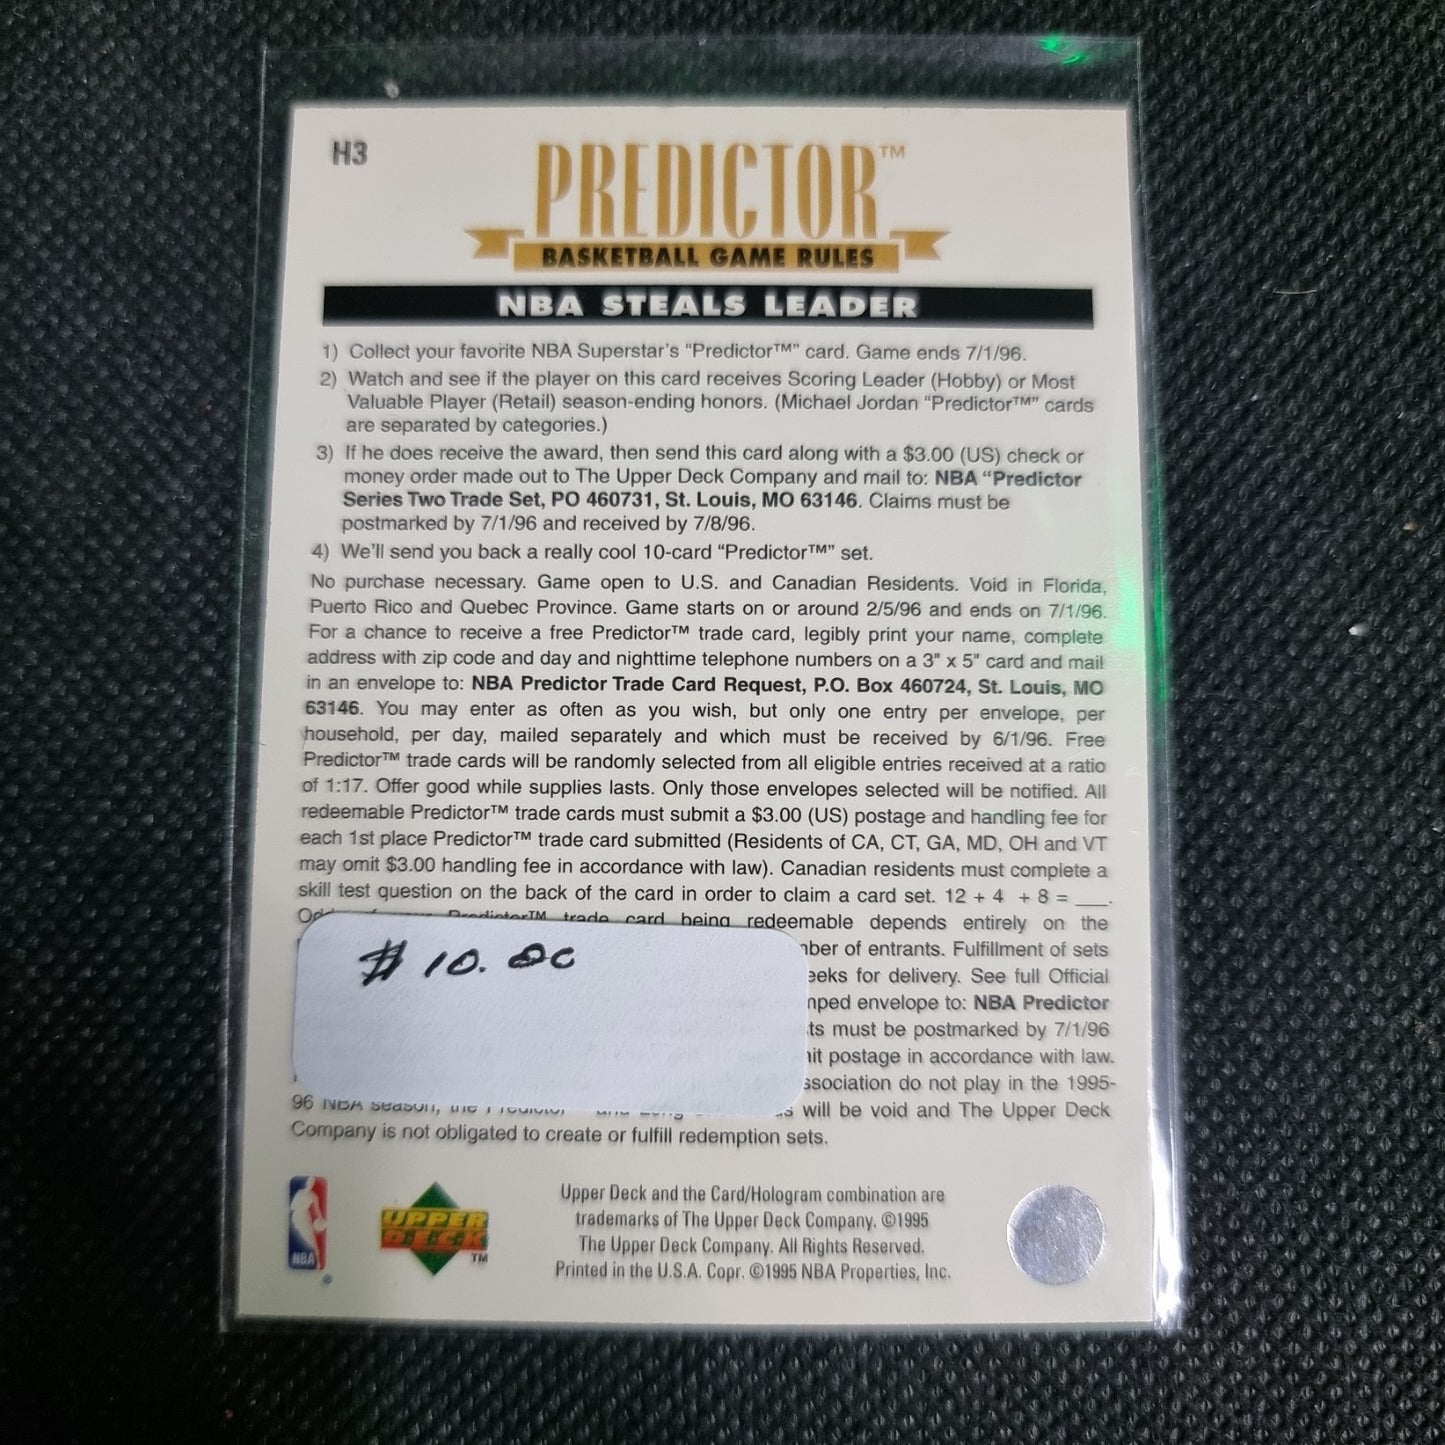 H3
PREDICTOR™
BASKETBALL GAME RULES
NBA STEALS LEADER
1) Collect your favorite NBA Superstar's “Predictor™” card. Game ends 7/1/96.
2) Watch and see if the player on this card receives Scoring Leader (Hobby) or Most
Valuable Player (Retail) season-ending honors. (Michael Jordan “Predictor™” cards
are separated by categories.)
3) If he does receive the award, then send this card along with a $3.00 (US) check or
money order made out to The Upper Deck Company and mail to: NBA “Predictor
Series Two Trade Set, PO 460731, St. Louis, MO 63146. Claims must be
postmarked by 7/1/96 and received by 7/8/96.
4) We'll send you back a really cool 10-card “Predictor™” set.
No purchase necessary. Game open to U.S. and Canadian Residents. Void in Florida,
Puerto Rico and Quebec Province. Game starts on or around 2/5/96 and ends on 7/1/96.
For a chance to receive a free Predictor™ trade card, legibly print your name, complete
address with zip code and day and nighttime telephone numbers on a 3" x 5" card and mail
in an envelope to: NBA Predictor Trade Card Request, P.O. Box 460724, St. Louis, MO
63146. You may enter as often as you wish, but only one entry per envelope, per
household, per day, mailed separately and which must be received by 6/1/96. Free
Predictor™ trade cards will be randomly selected from all eligible entries received at a ratio
of 1:17. Offer good while supplies lasts. Only those envelopes selected will be notified. All
redeemable Predictor™ trade cards must submit a $3.00 (US) postage and handling fee for
each 1st place Predictor™ trade card submitted (Residents of CA, CT, GA, MD, OH and VT
may omit $3.00 handling fee in accordance with law). Canadian residents must complete a
skill test question on the back of the card in order to claim a card set. 12 + 4 + 8 = ___.
Predictor™ trade card being redeemable depends entirely on the
of entrants. Fulfillment of sets
for delivery. See full Official
envelope to: NBA Predictor
must be postmarked by 7/1/96
postage in accordance with law.
do not play in the 1995-
96 NBA season, the will be void and The Upper Deck
Company is not obligated to create or fulfill redemption sets.
$ 10.00
NBA
®
UPPER
DECK
™
Upper Deck and the Card/Hologram combination are
trademarks of The Upper Deck Company. ©1995
The Upper Deck Company. All Rights Reserved.
Printed in the U.S.A. Copr. ©1995 NBA Properties, Inc.